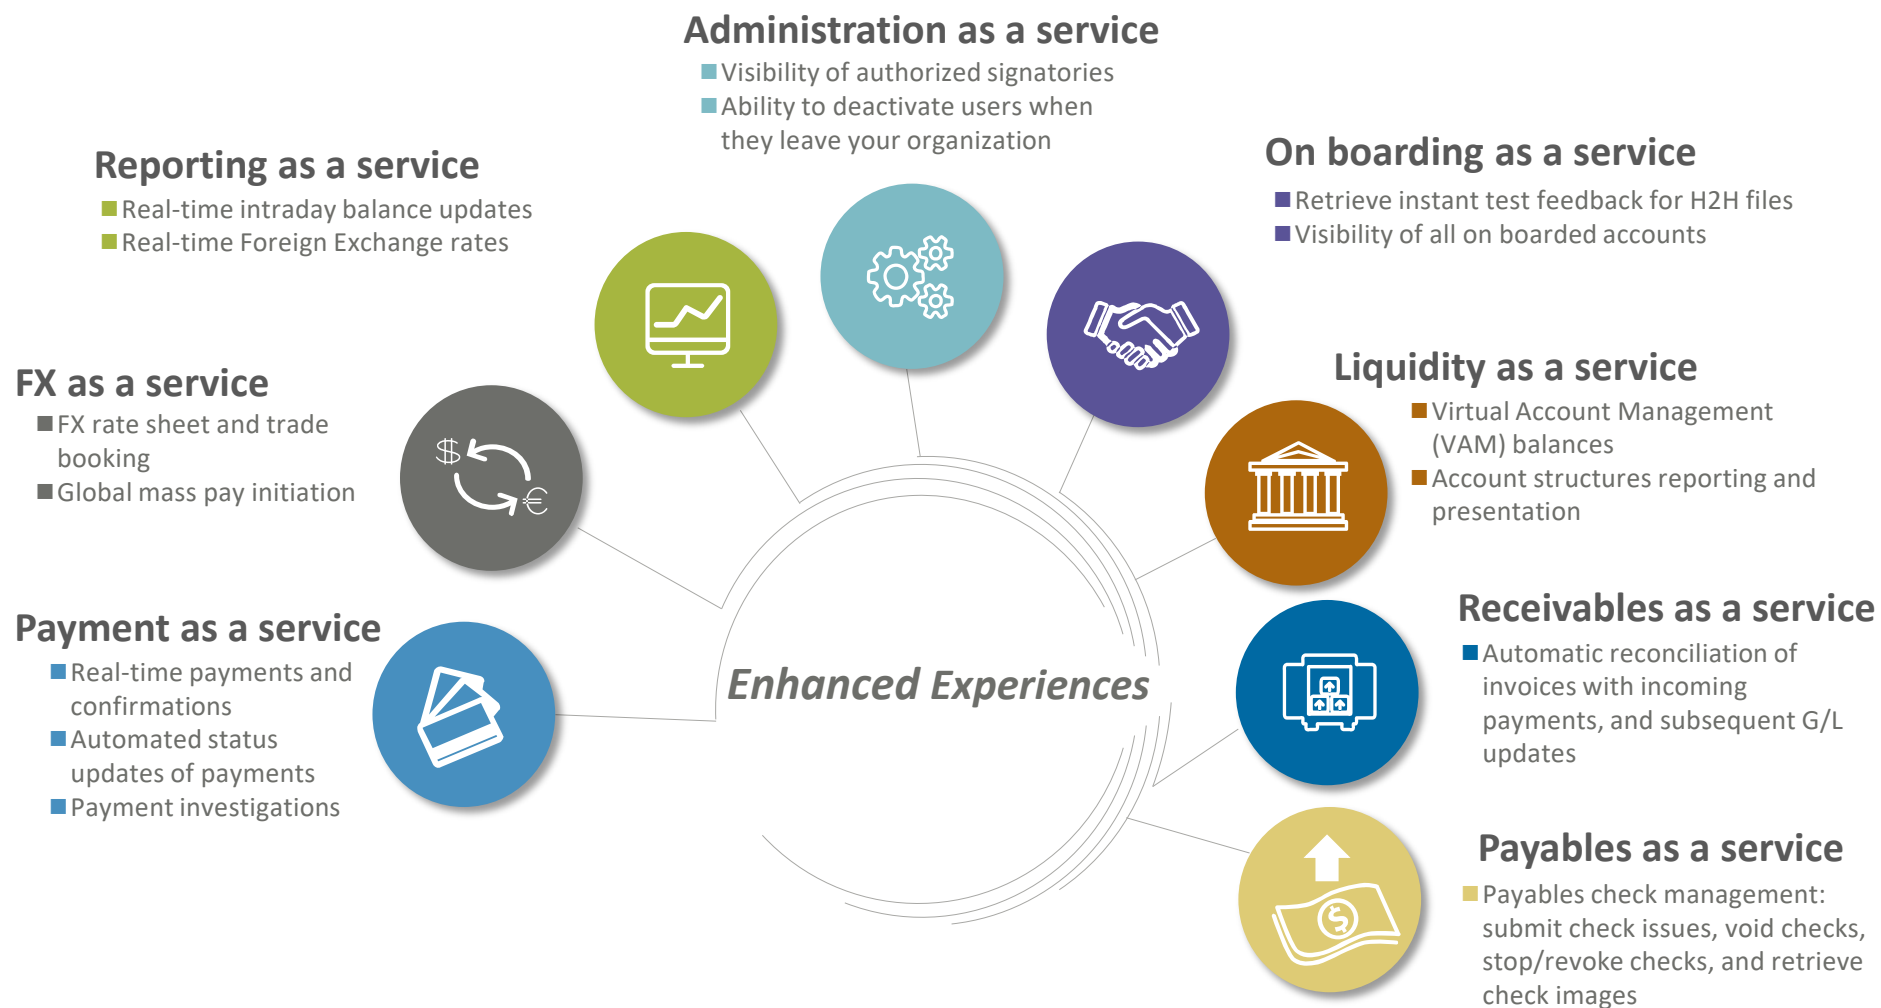 Administration as a service
Visibility of authorized signatories
Ability to deactivate users when
they leave your organization
Reporting as a service
Real-time intraday balance updates
Real-time Foreign Exchange rates
On boarding as a service
Retrieve instant test feedback for H2H files
Visibility of all on boarded accounts
FX as a service
FX rate sheet and trade
booking
Global mass pay initiation
$
€
Liquidity as a service
Virtual Account Management
(VAM) balances
Account structures reporting and
presentation
Payment as a service
Real-time payments and
confirmations
Automated status
updates of payments
Payment investigations
Enhanced Experiences
Receivables as a service
Automatic reconciliation of
invoices with incoming
payments, and subsequent G/L
updates
Payables as a service
Payables check management:
submit check issues, void checks,
stop/revoke checks, and retrieve
check images
$